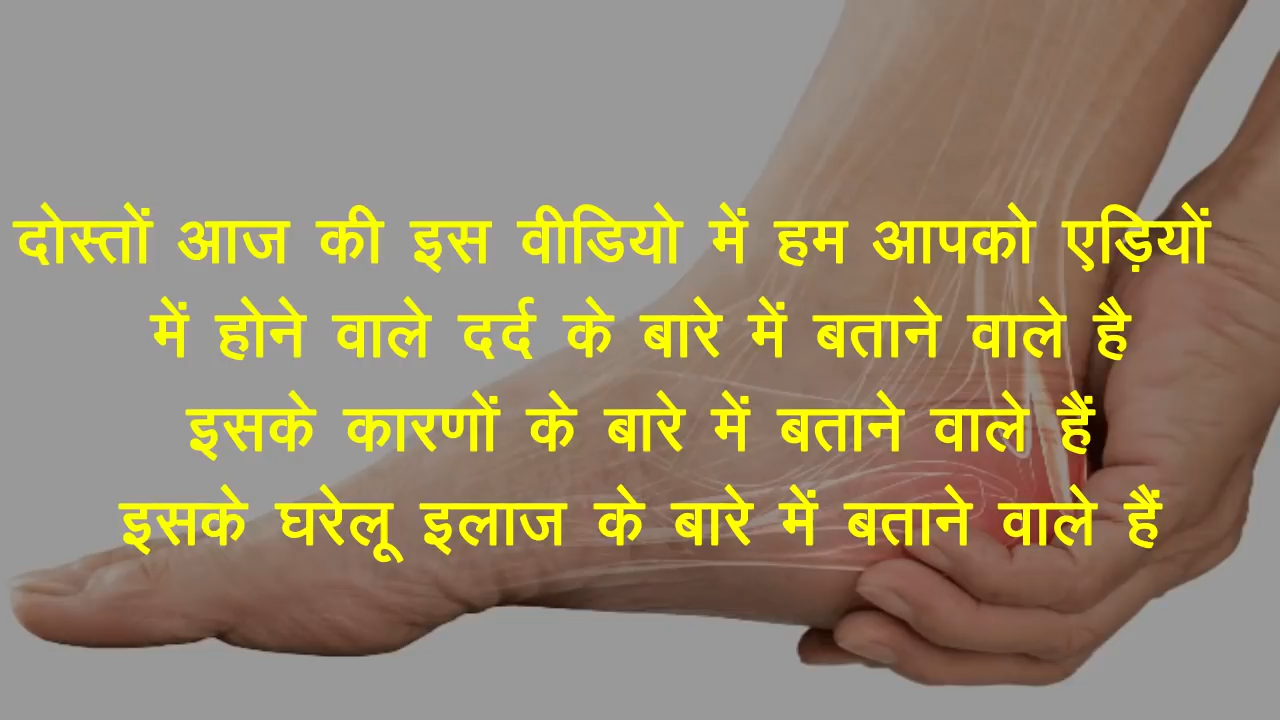 दोस्तों आज की इस वीडियो में हम आपको एड़ियों
में होने वाले दर्द के बारे में बताने वाले है
इसके कारणों के बारे में बताने वाले हैं
इसके घरेलू इलाज के बारे में बताने वाले हैं